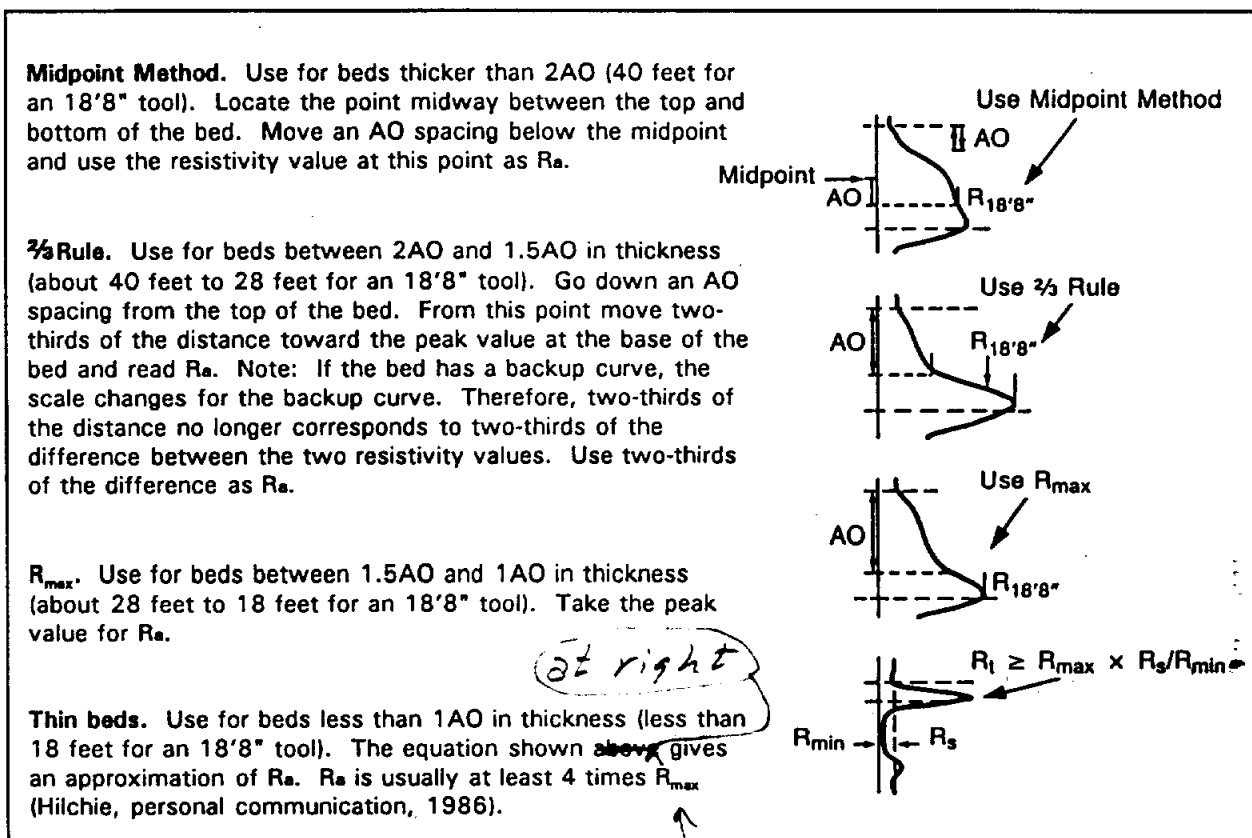 Midpoint Method. Use for beds thicker than 2AO (40 feet for
an 18'8" tool). Locate the point midway between the top and
bottom of the bed. Move an AO spacing below the midpoint
and use the resistivity value at this point as Ra.
Use Midpoint Method
AO
Midpoint
AO
R18'8"
⅔ Rule. Use for beds between 2AO and 1.5AO in thickness
(about 40 feet to 28 feet for an 18'8" tool). Go down an AO
spacing from the top of the bed. From this point move two-
thirds of the distance toward the peak value at the base of the
bed and read Ra. Note: If the bed has a backup curve, the
scale changes for the backup curve. Therefore, two-thirds of
the distance no longer corresponds to two-thirds of the
difference between the two resistivity values. Use two-thirds
of the difference as Ra.
Use ⅔ Rule
AO
R18'8"
Rmax. Use for beds between 1.5AO and 1AO in thickness
(about 28 feet to 18 feet for an 18'8" tool). Take the peak
value for Ra.
Use Rmax
AO
R18'8"
at right
Thin beds. Use for beds less than 1AO in thickness (less than
18 feet for an 18'8" tool). The equation shown above gives
an approximation of Ra. Ra is usually at least 4 times Rmax
(Hilchie, personal communication, 1986).
Rt ≥ Rmax × Rs/Rmin
Rmin
Rs